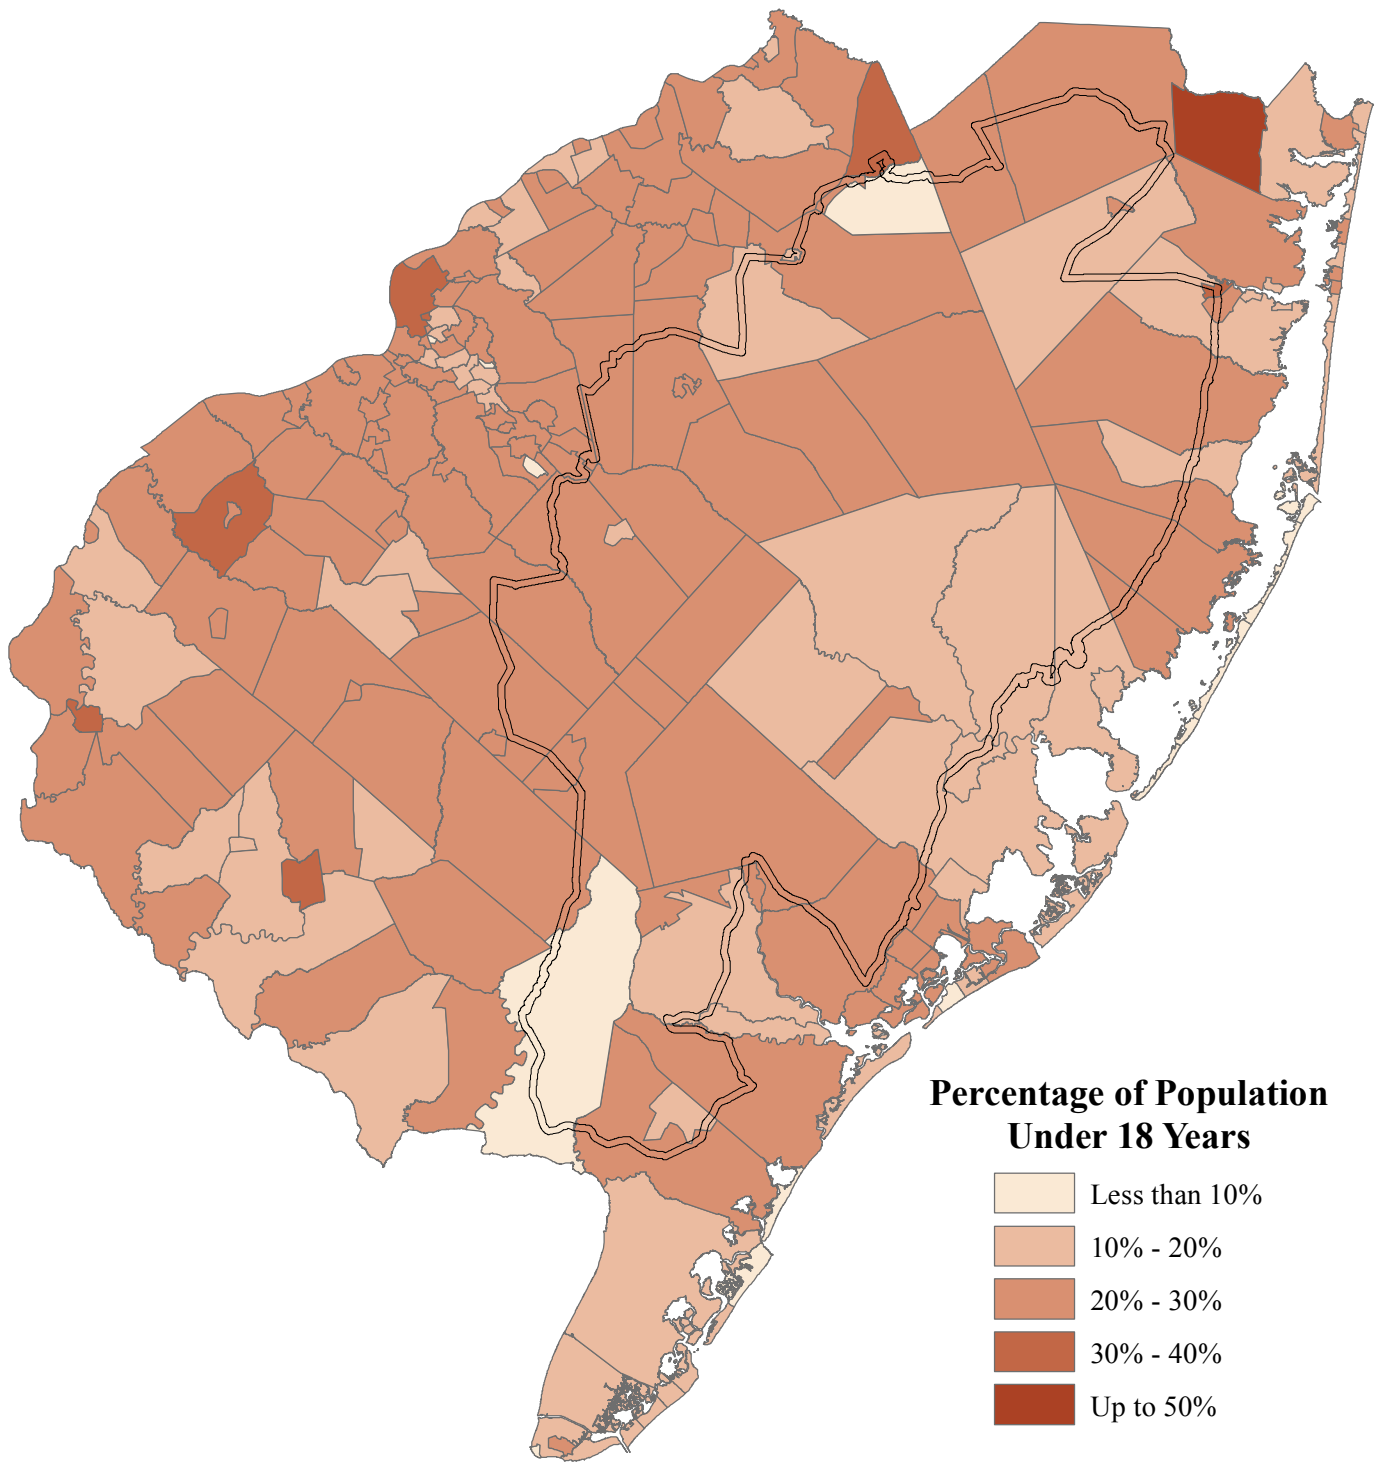 Percentage of Population
Under 18 Years
Less than 10%
10% - 20%
20% - 30%
30% - 40%
Up to 50%